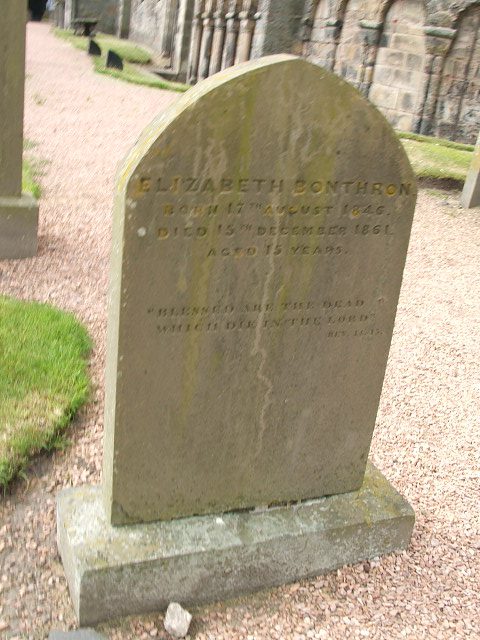 ELIZABETH BONTHRON
BORN 17TH AUGUST 1846.
DIED 15TH DECEMBER 1861.
AGED 15 YEARS.
"BLESSED ARE THE DEAD
WHICH DIE IN THE LORD"
REV.